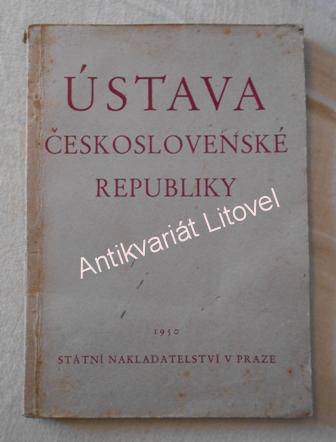 ÚSTAVA
ČESKOSLOVENSKÉ
REPUBLIKY
Antikvariát Litovel
1950
STÁTNÍ NAKLADATELSTVÍ V PRAZE